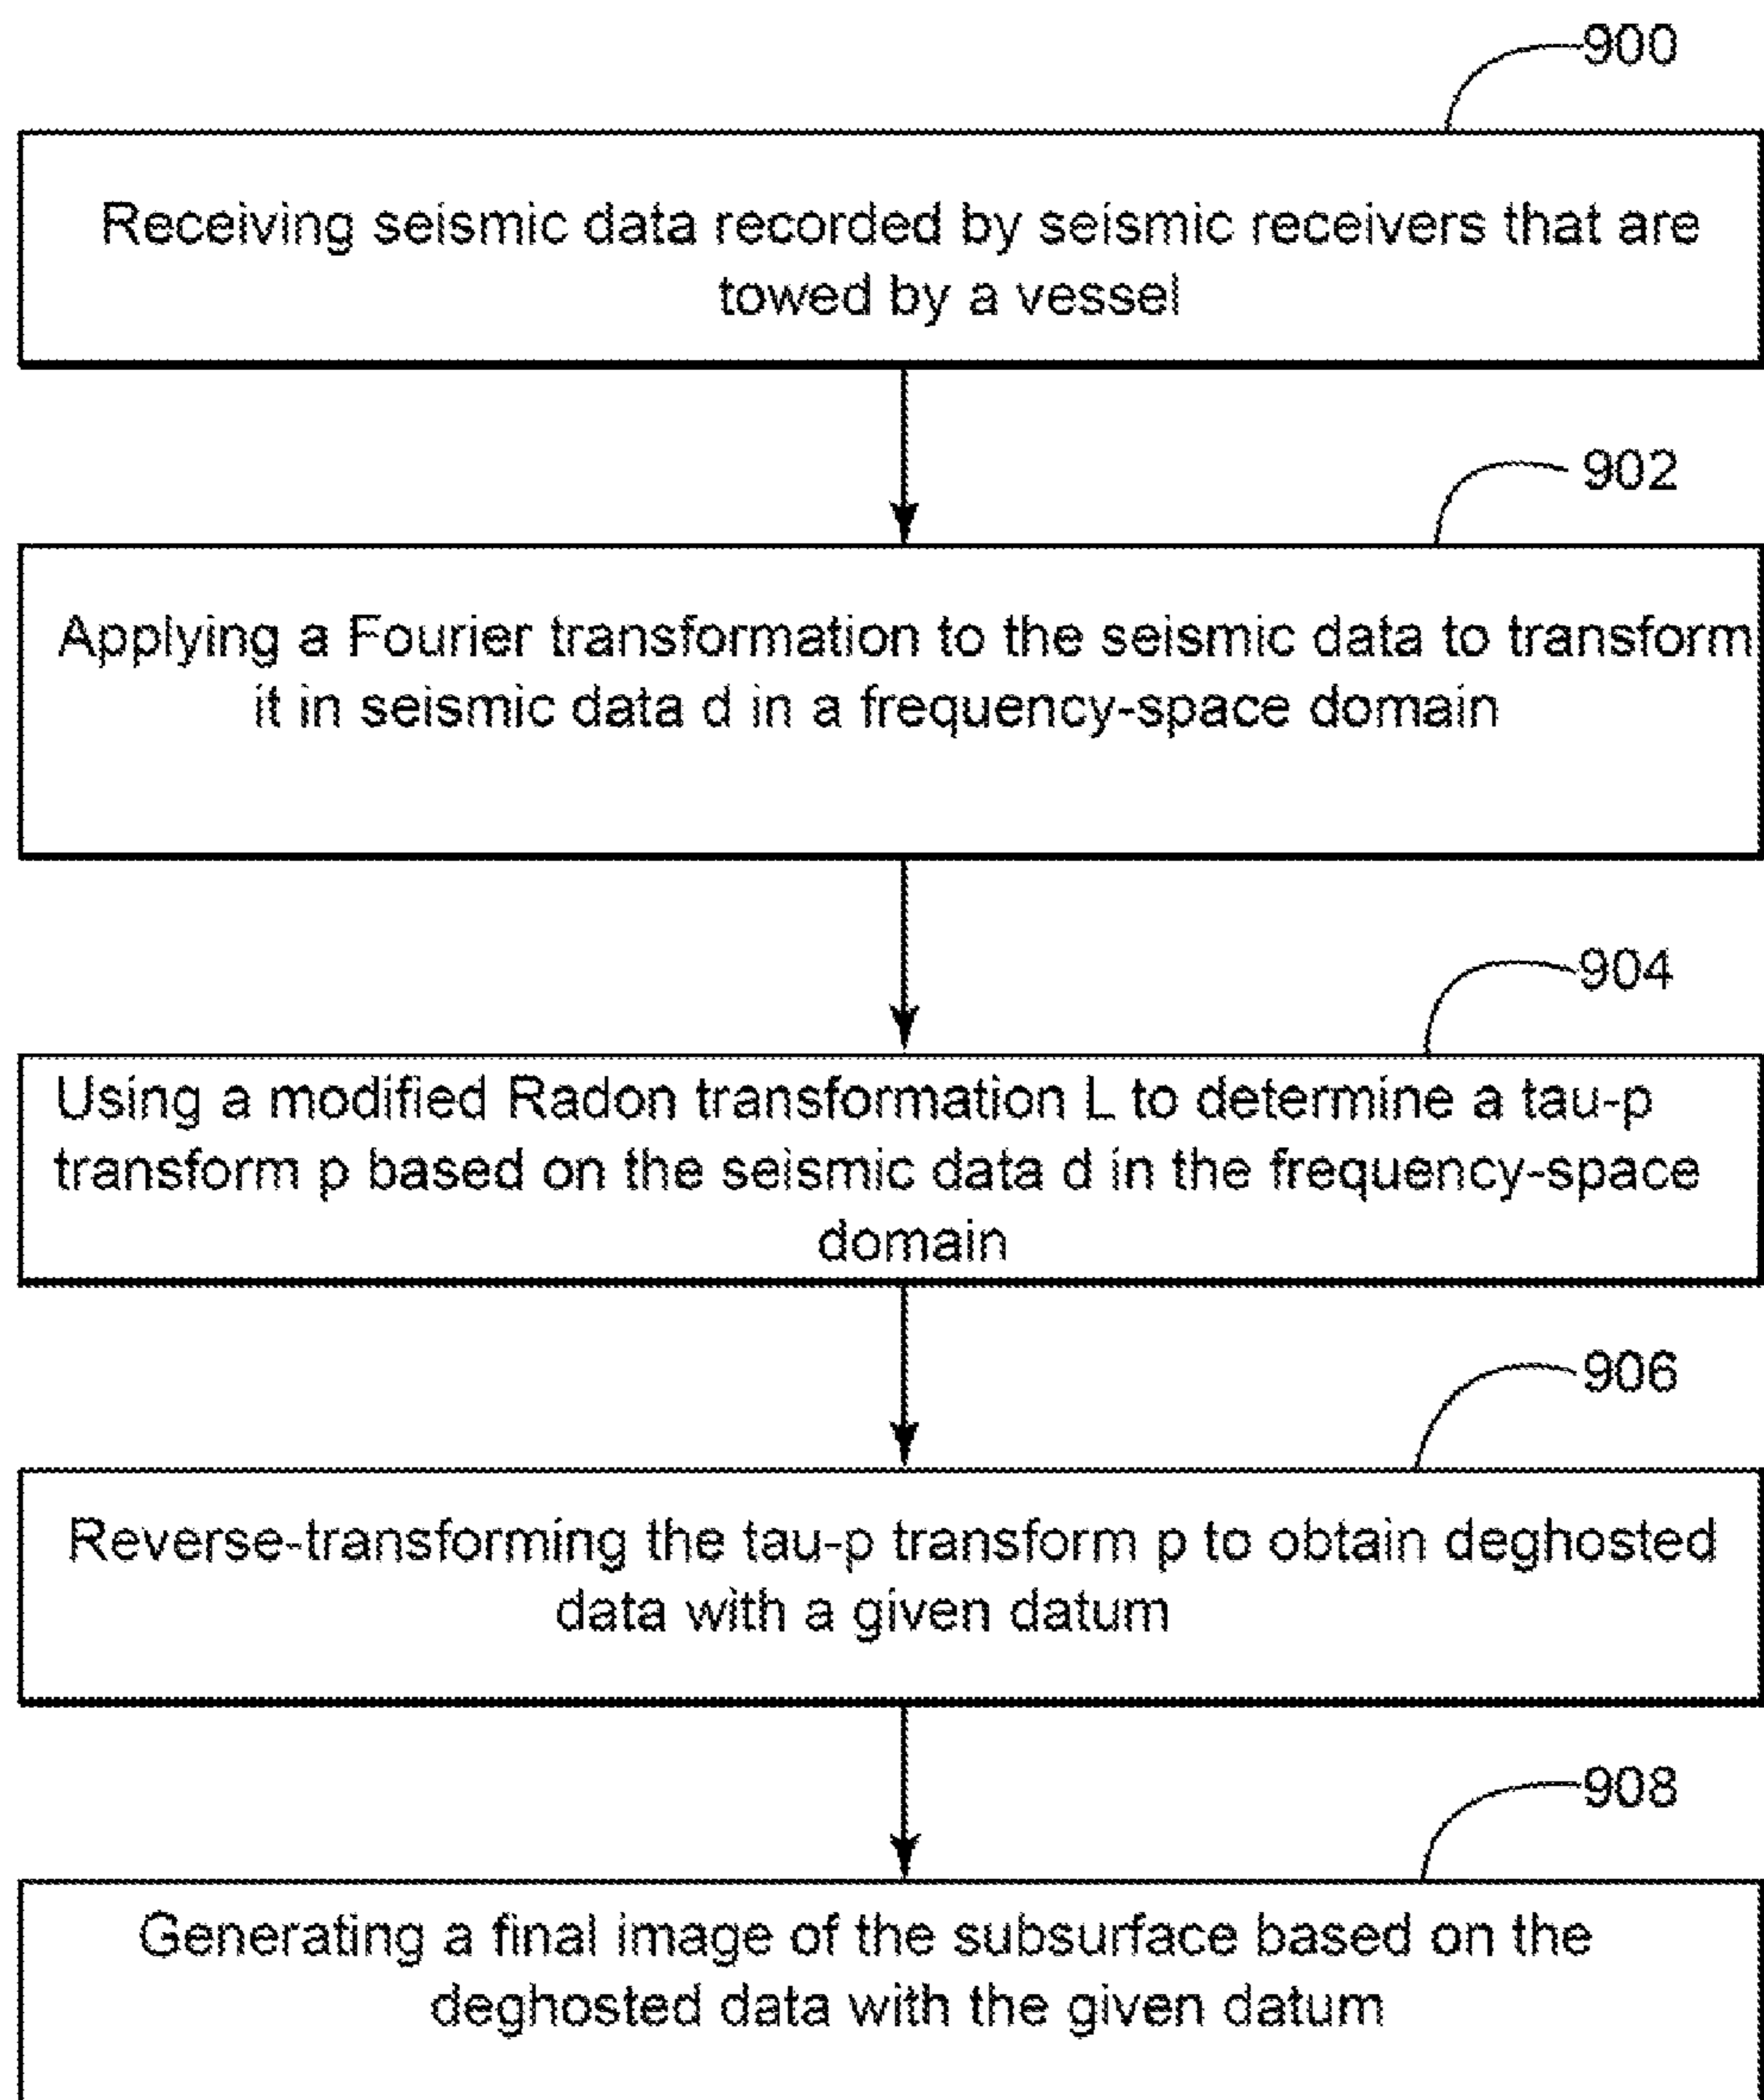 900
Receiving seismic data recorded by seismic receivers that are
towed by a vessel
902
Applying a Fourier transformation to the seismic data to transform
it in seismic data d in a frequency-space domain
904
Using a modified Radon transformation L to determine a tau-p
transform p based on the seismic data d in the frequency-space
domain
906
Reverse-transforming the tau-p transform p to obtain deghosted
data with a given datum
908
Generating a final image of the subsurface based on the
deghosted data with the given datum